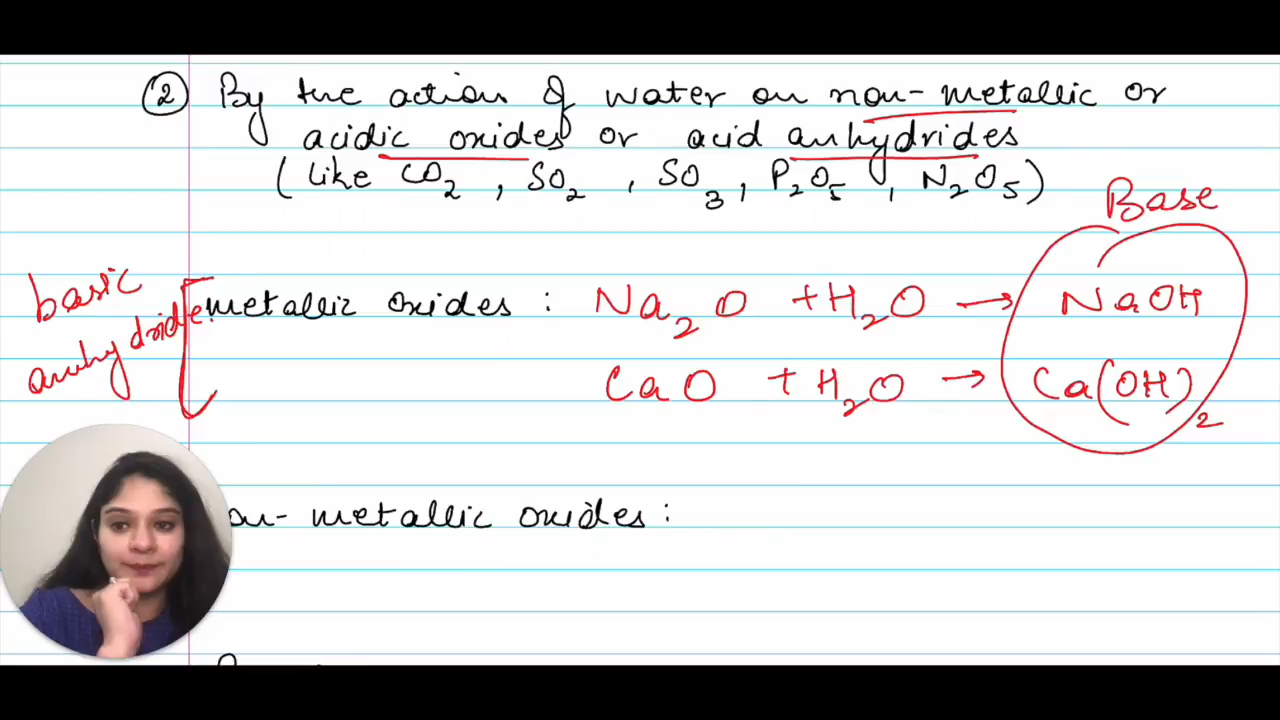 ② By the action of water on non-metallic or
acidic oxides or acid anhydrides
(like CO₂, SO₂, SO₃, P₂O₅, N₂O₅)
Base
basic
anhydride
metallic oxides : Na₂O + H₂O → NaOH
CaO + H₂O → Ca(OH)₂
on-metallic oxides :